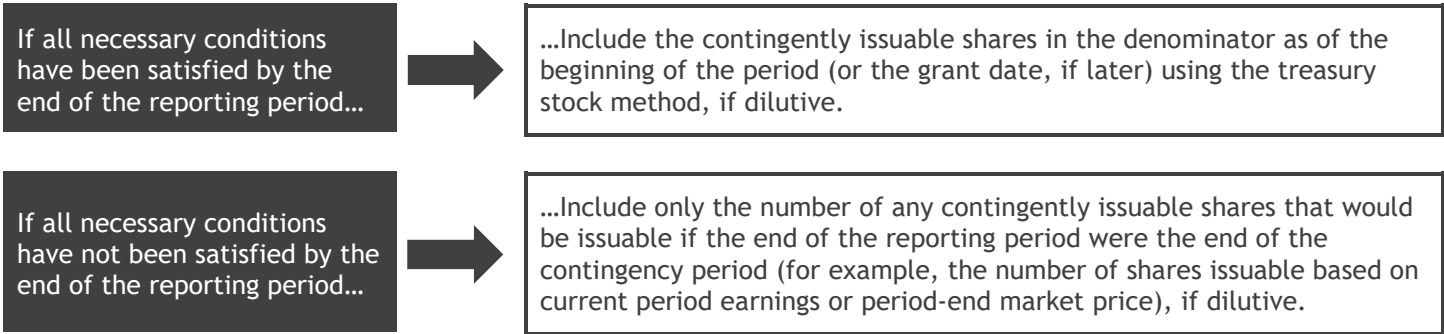 If all necessary conditions
have been satisfied by the
end of the reporting period…
…Include the contingently issuable shares in the denominator as of the
beginning of the period (or the grant date, if later) using the treasury
stock method, if dilutive.
If all necessary conditions
have not been satisfied by the
end of the reporting period…
…Include only the number of any contingently issuable shares that would
be issuable if the end of the reporting period were the end of the
contingency period (for example, the number of shares issuable based on
current period earnings or period-end market price), if dilutive.